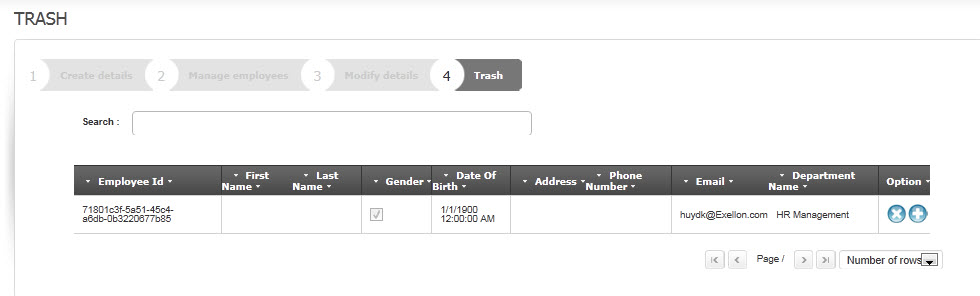 TRASH
1 Create details 2 Manage employees 3 Modify details 4 Trash
Search :
Employee Id First Name Last Name Gender Date Of Birth Address Phone Number Email Department Name Option
71801c3f-5a51-45c4-
a6db-0b3220677b85
1/1/1900
12:00:00 AM
huydk@Exellon.com HR Management
Page / Number of rows